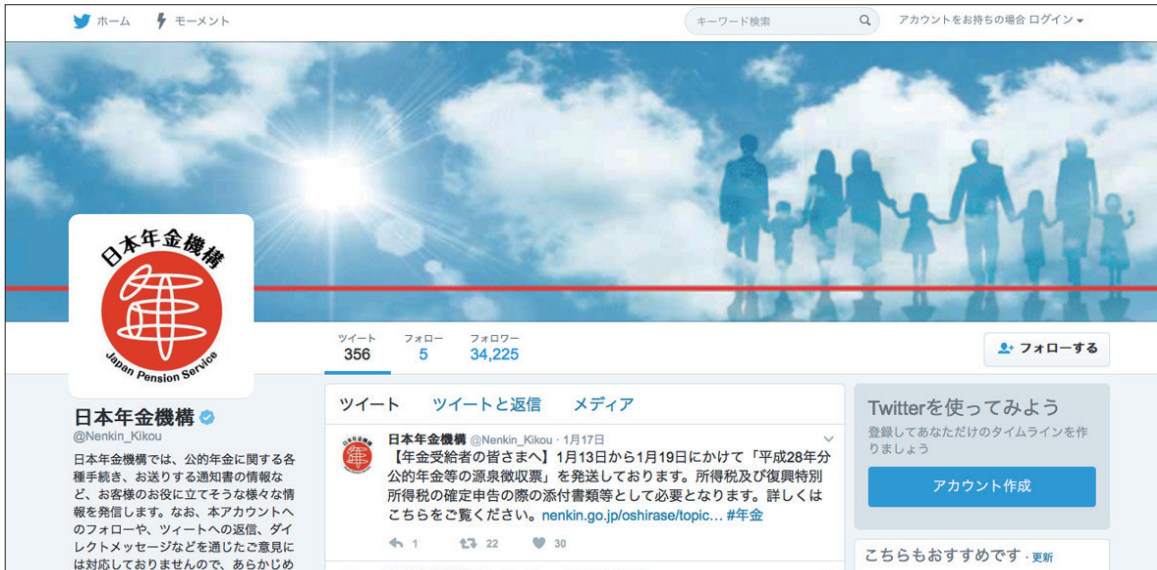 ホーム モーメント キーワード検索 アカウントをお持ちの場合 ログイン
日本年金機構
Japan Pension Service
ツイート フォロー フォロワー
356 5 34,225
フォローする
日本年金機構
@Nenkin_Kikou
日本年金機構では、公的年金に関する各
種手続き、お送りする通知書の情報な
ど、お客様のお役に立てそうな様々な情
報を発信します。なお、本アカウントへ
のフォローや、ツィートへの返信、ダイ
レクトメッセージなどを通じたご意見に
は対応しておりませんので、あらかじめ
ツイート ツイートと返信 メディア
日本年金機構 @Nenkin_Kikou · 1月17日
【年金受給者の皆さまへ】1月13日から1月19日にかけて「平成28年分
公的年金等の源泉徴収票」を発送しております。所得税及び復興特別
所得税の確定申告の際の添付書類等として必要となります。詳しくは
こちらをご覧ください。nenkin.go.jp/oshirase/topic... #年金
1 22 30
Twitterを使ってみよう
登録してあなただけのタイムラインを作
りましょう
アカウント作成
こちらもおすすめです · 更新